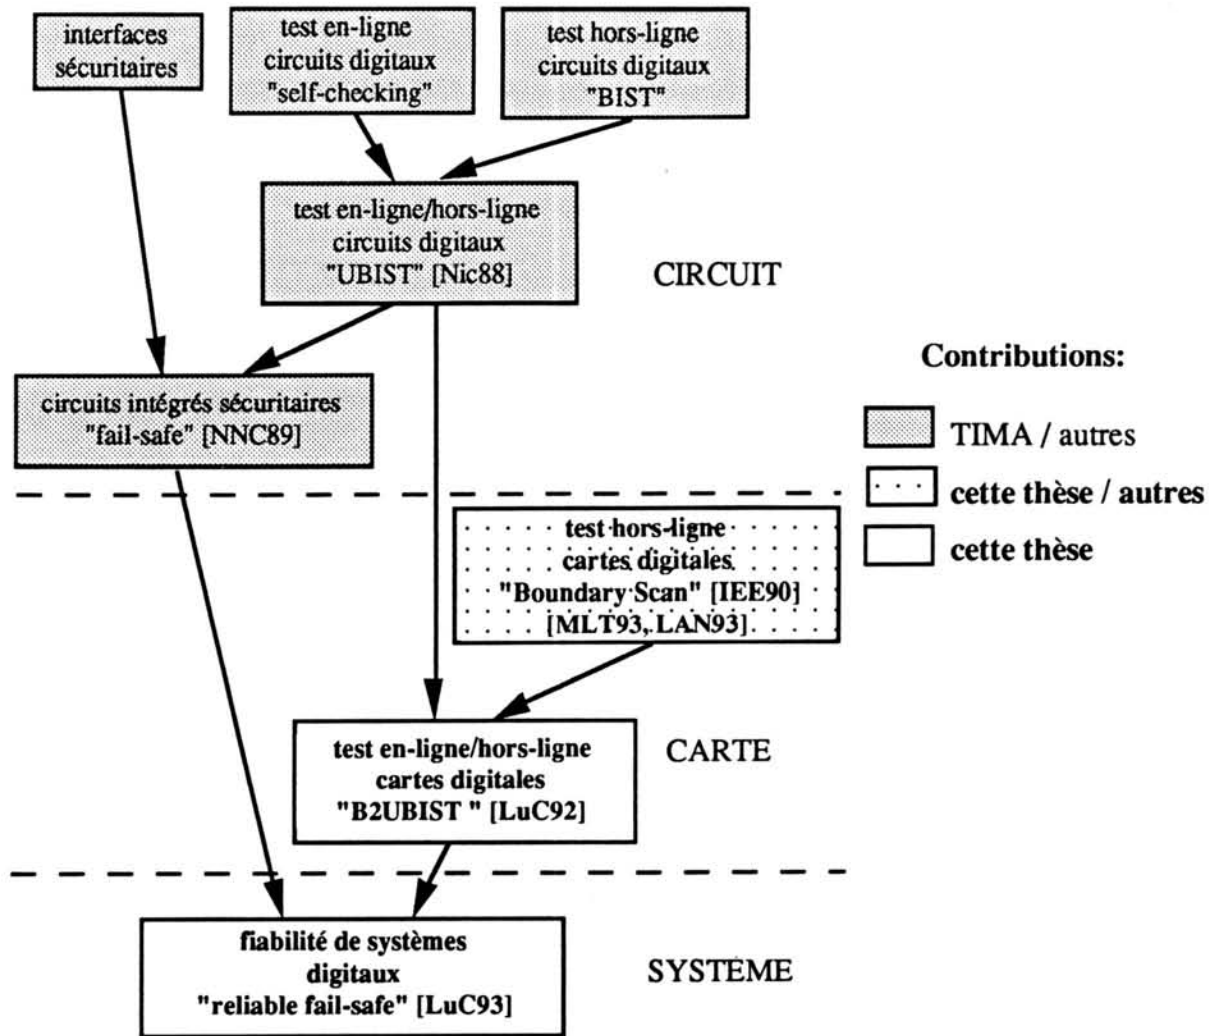 interfaces
sécuritaires
test en-ligne
circuits digitaux
"self-checking"
test hors-ligne
circuits digitaux
"BIST"
test en-ligne/hors-ligne
circuits digitaux
"UBIST" [Nic88]
CIRCUIT
circuits intégrés sécuritaires
"fail-safe" [NNC89]
Contributions:
TIMA / autres
cette thèse / autres
cette thèse
test hors-ligne
cartes digitales
"Boundary Scan" [IEE90]
[MLT93, LAN93]
test en-ligne/hors-ligne
cartes digitales
"B2UBIST " [LuC92]
CARTE
fiabilité de systèmes
digitaux
"reliable fail-safe" [LuC93]
SYSTÈME